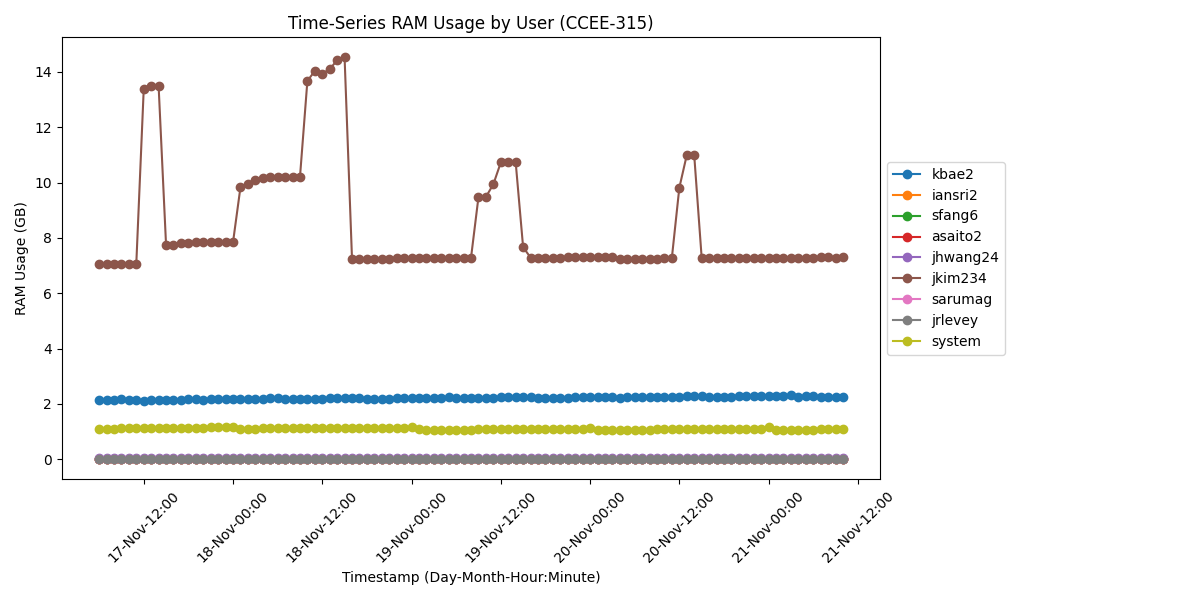 Time-Series RAM Usage by User (CCEE-315)
RAM Usage (GB)
14
12
10
8
6
4
2
0
17-Nov-12:00
18-Nov-00:00
18-Nov-12:00
19-Nov-00:00
19-Nov-12:00
20-Nov-00:00
20-Nov-12:00
21-Nov-00:00
21-Nov-12:00
Timestamp (Day-Month-Hour:Minute)
kbae2
iansri2
sfang6
asaito2
jhwang24
jkim234
sarumag
jrlevey
system